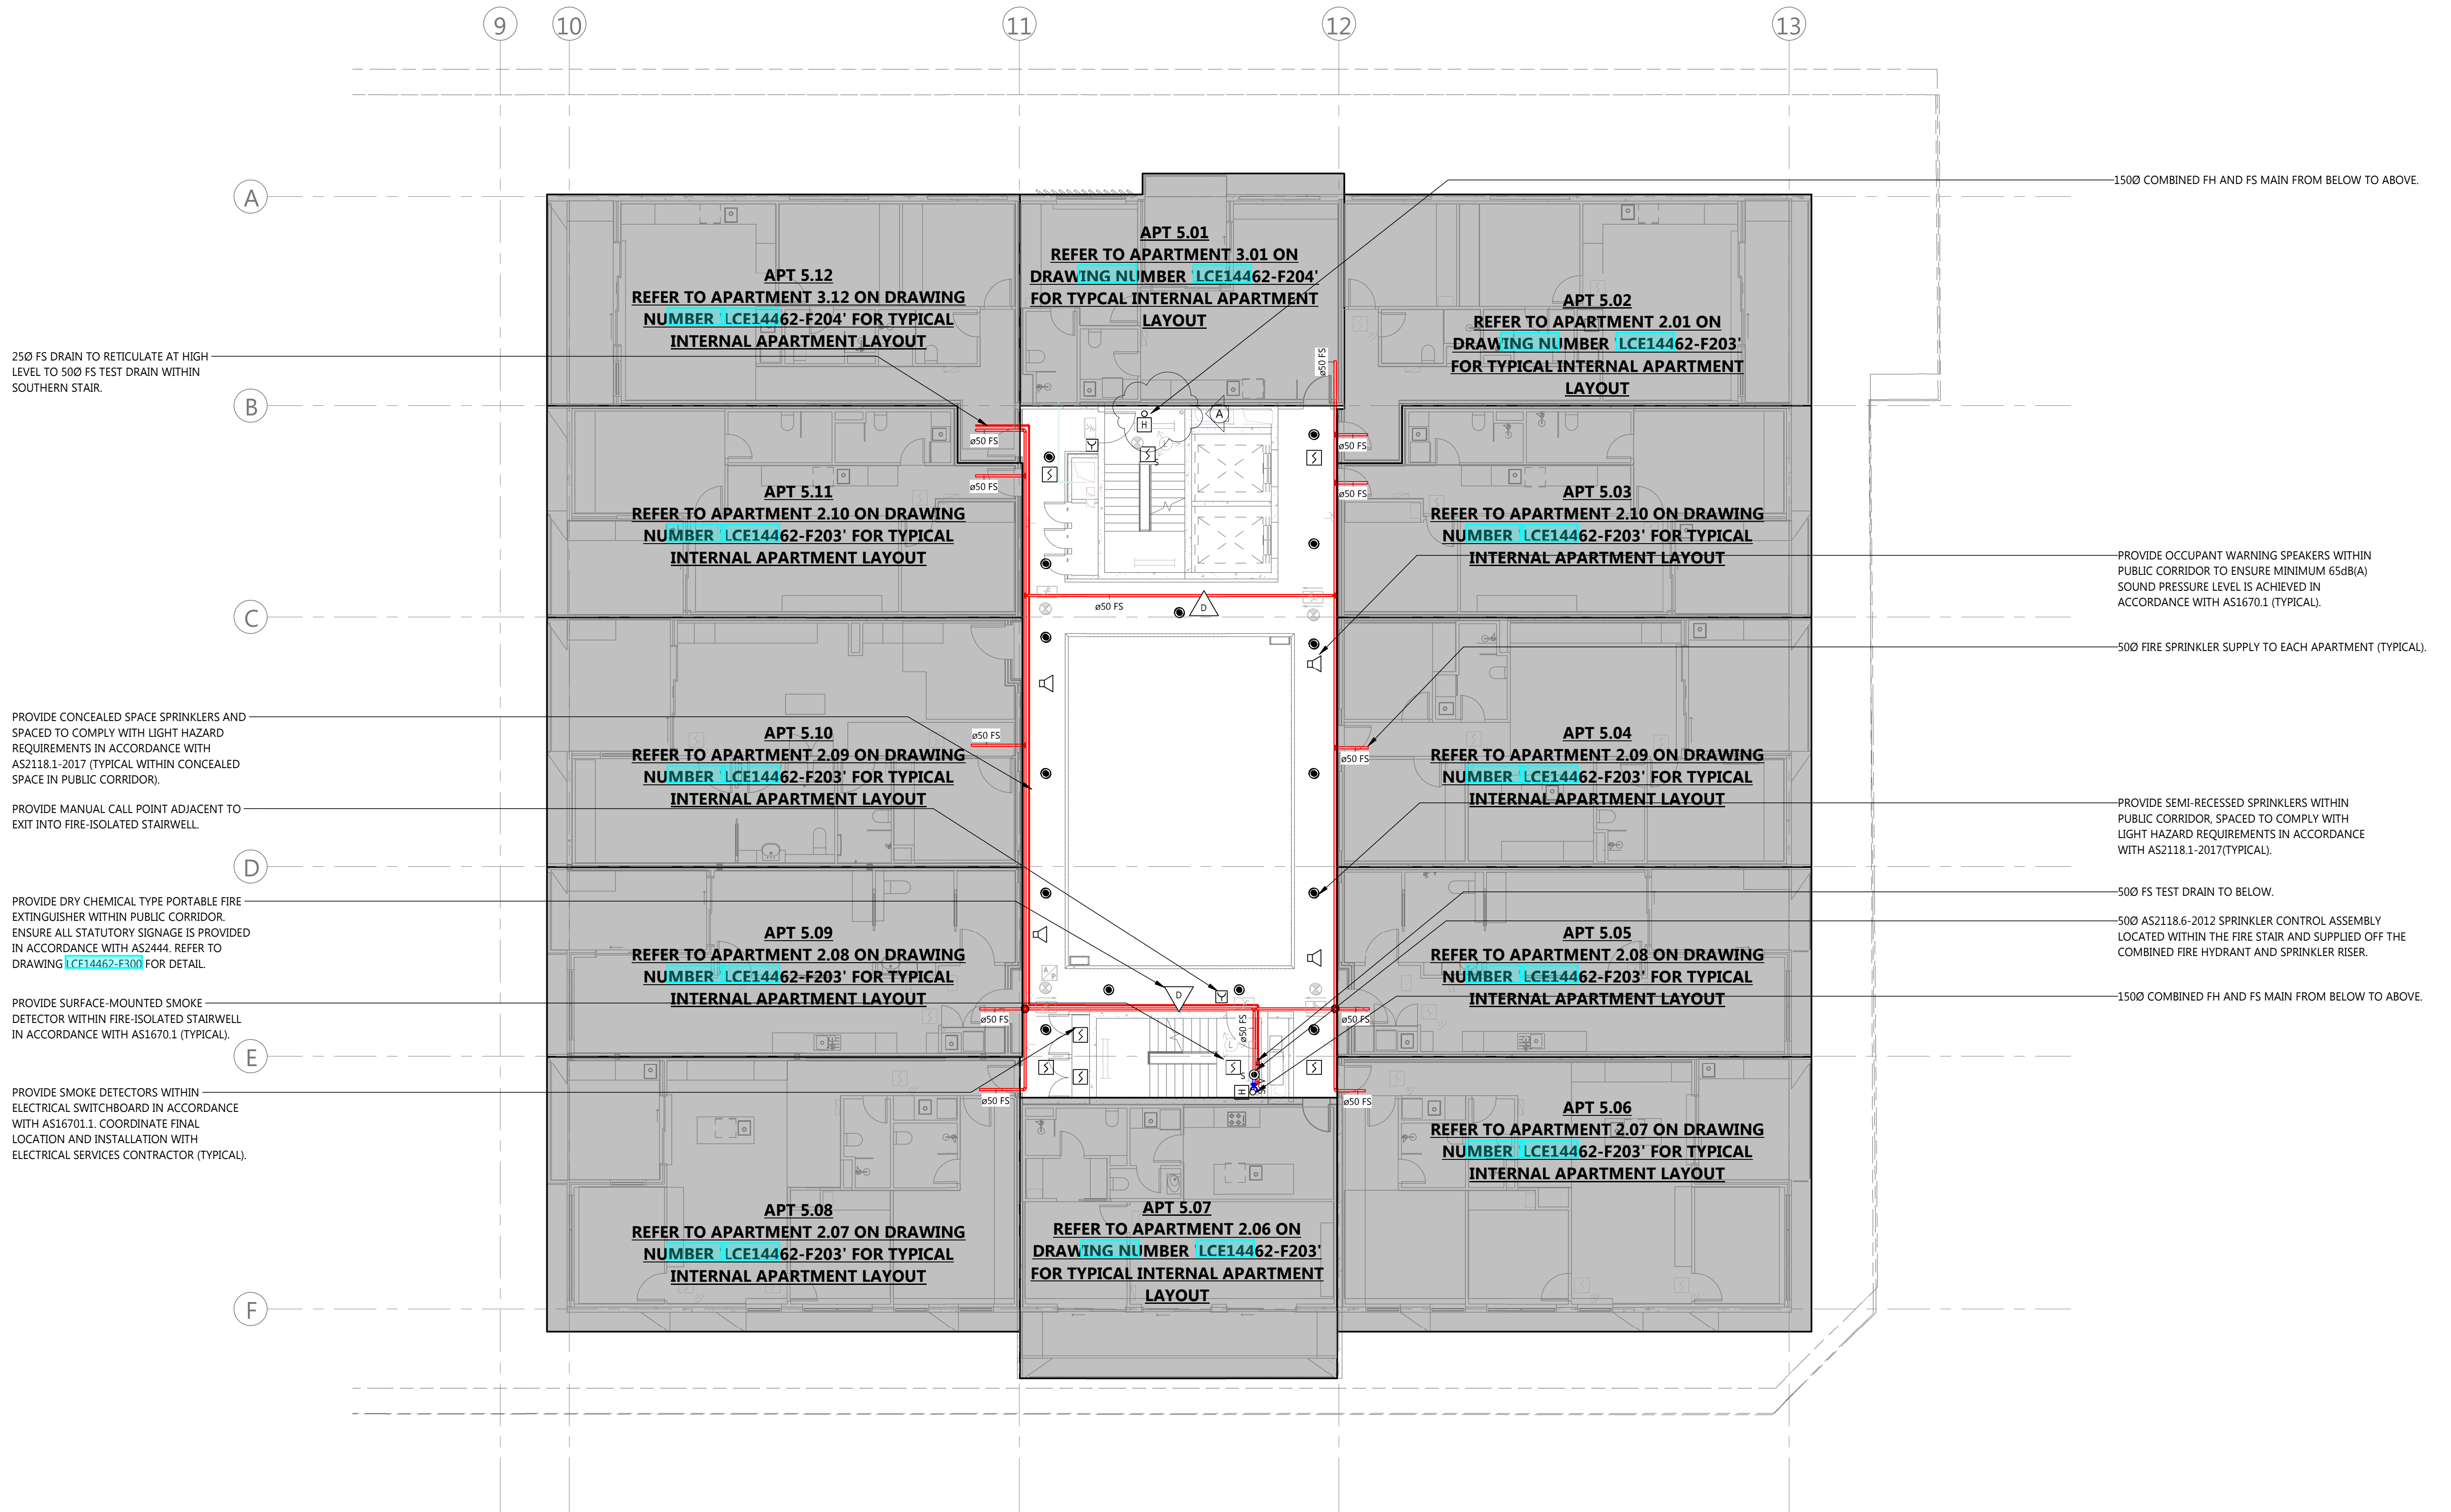 9
10
11
12
13
A
B
C
D
E
F
150Ø COMBINED FH AND FS MAIN FROM BELOW TO ABOVE.
APT 5.12
REFER TO APARTMENT 3.12 ON DRAWING
NUMBER 'LCE14462-F204' FOR TYPICAL
INTERNAL APARTMENT LAYOUT
APT 5.01
REFER TO APARTMENT 3.01 ON
DRAWING NUMBER 'LCE14462-F204'
FOR TYPCAL INTERNAL APARTMENT
LAYOUT
APT 5.02
REFER TO APARTMENT 2.01 ON
DRAWING NUMBER 'LCE14462-F203'
FOR TYPICAL INTERNAL APARTMENT
LAYOUT
25Ø FS DRAIN TO RETICULATE AT HIGH
LEVEL TO 50Ø FS TEST DRAIN WITHIN
SOUTHERN STAIR.
ø50 FS
A
H
L
S
ø50 FS
ø50 FS
ø50 FS
ø50 FS
APT 5.11
REFER TO APARTMENT 2.10 ON DRAWING
NUMBER 'LCE14462-F203' FOR TYPICAL
INTERNAL APARTMENT LAYOUT
APT 5.03
REFER TO APARTMENT 2.10 ON DRAWING
NUMBER 'LCE14462-F203' FOR TYPICAL
INTERNAL APARTMENT LAYOUT
PROVIDE OCCUPANT WARNING SPEAKERS WITHIN
PUBLIC CORRIDOR TO ENSURE MINIMUM 65dB(A)
SOUND PRESSURE LEVEL IS ACHIEVED IN
ACCORDANCE WITH AS1670.1 (TYPICAL).
ø50 FS
D
50Ø FIRE SPRINKLER SUPPLY TO EACH APARTMENT (TYPICAL).
PROVIDE CONCEALED SPACE SPRINKLERS AND
SPACED TO COMPLY WITH LIGHT HAZARD
REQUIREMENTS IN ACCORDANCE WITH
AS2118.1-2017 (TYPICAL WITHIN CONCEALED
SPACE IN PUBLIC CORRIDOR).
APT 5.10
REFER TO APARTMENT 2.09 ON DRAWING
NUMBER 'LCE14462-F203' FOR TYPICAL
INTERNAL APARTMENT LAYOUT
ø50 FS
ø50 FS
APT 5.04
REFER TO APARTMENT 2.09 ON DRAWING
NUMBER 'LCE14462-F203' FOR TYPICAL
INTERNAL APARTMENT LAYOUT
PROVIDE MANUAL CALL POINT ADJACENT TO
EXIT INTO FIRE-ISOLATED STAIRWELL.
PROVIDE SEMI-RECESSED SPRINKLERS WITHIN
PUBLIC CORRIDOR, SPACED TO COMPLY WITH
LIGHT HAZARD REQUIREMENTS IN ACCORDANCE
WITH AS2118.1-2017(TYPICAL).
PROVIDE DRY CHEMICAL TYPE PORTABLE FIRE
EXTINGUISHER WITHIN PUBLIC CORRIDOR.
ENSURE ALL STATUTORY SIGNAGE IS PROVIDED
IN ACCORDANCE WITH AS2444. REFER TO
DRAWING LCE14462-F300 FOR DETAIL.
50Ø FS TEST DRAIN TO BELOW.
50Ø AS2118.6-2012 SPRINKLER CONTROL ASSEMBLY
LOCATED WITHIN THE FIRE STAIR AND SUPPLIED OFF THE
COMBINED FIRE HYDRANT AND SPRINKLER RISER.
APT 5.09
REFER TO APARTMENT 2.08 ON DRAWING
NUMBER 'LCE14462-F203' FOR TYPICAL
INTERNAL APARTMENT LAYOUT
APT 5.05
REFER TO APARTMENT 2.08 ON DRAWING
NUMBER 'LCE14462-F203' FOR TYPICAL
INTERNAL APARTMENT LAYOUT
A
P
D
150Ø COMBINED FH AND FS MAIN FROM BELOW TO ABOVE.
PROVIDE SURFACE-MOUNTED SMOKE
DETECTOR WITHIN FIRE-ISOLATED STAIRWELL
IN ACCORDANCE WITH AS1670.1 (TYPICAL).
ø50 FS
ø50 FS
ø50 FS
L
S
H
PROVIDE SMOKE DETECTORS WITHIN
ELECTRICAL SWITCHBOARD IN ACCORDANCE
WITH AS16701.1. COORDINATE FINAL
LOCATION AND INSTALLATION WITH
ELECTRICAL SERVICES CONTRACTOR (TYPICAL).
ø50 FS
ø50 FS
APT 5.06
REFER TO APARTMENT 2.07 ON DRAWING
NUMBER 'LCE14462-F203' FOR TYPICAL
INTERNAL APARTMENT LAYOUT
APT 5.08
REFER TO APARTMENT 2.07 ON DRAWING
NUMBER 'LCE14462-F203' FOR TYPICAL
INTERNAL APARTMENT LAYOUT
APT 5.07
REFER TO APARTMENT 2.06 ON
DRAWING NUMBER 'LCE14462-F203'
FOR TYPICAL INTERNAL APARTMENT
LAYOUT